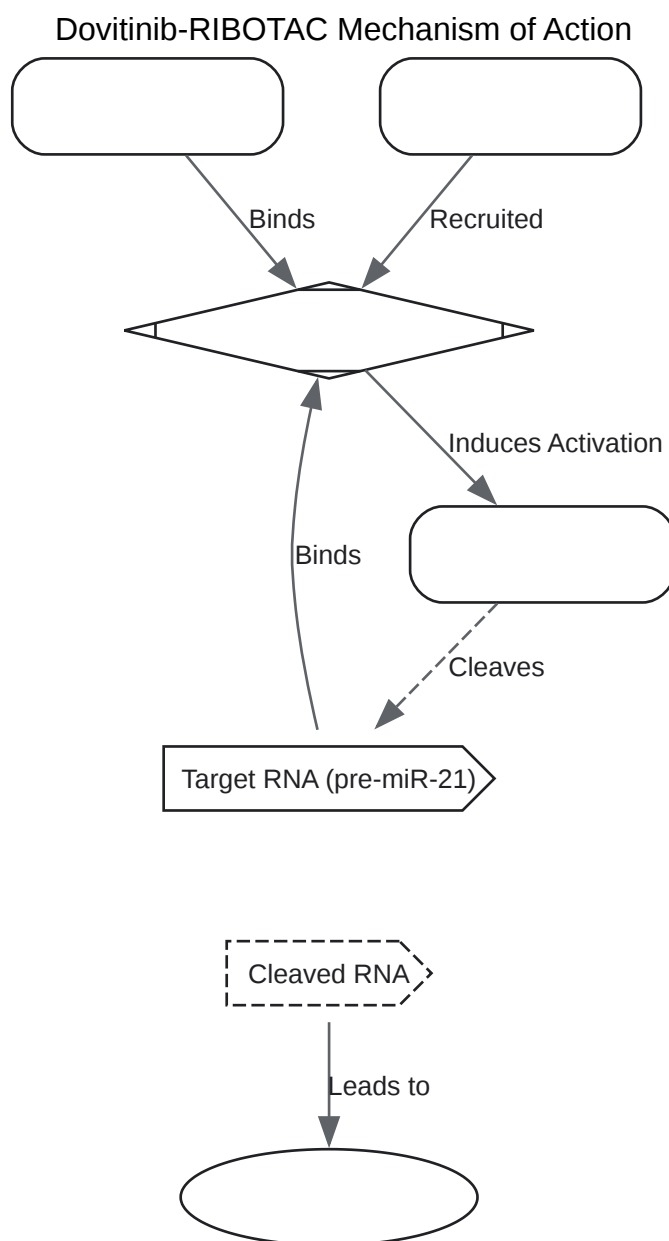 Dovitinib-RIBOTAC Mechanism of Action
Binds
Recruited
Induces Activation
Binds
Cleaves
Target RNA (pre-miR-21)
Cleaved RNA
Leads to